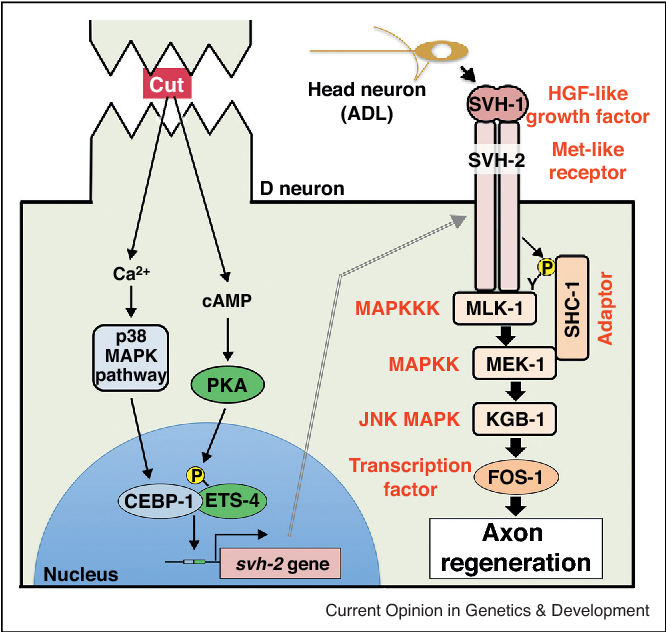 Cut
Head neuron
(ADL)
SVH-1
HGF-like
growth factor
SVH-2
Met-like
receptor
D neuron
Ca2+
cAMP
p38
MAPK
pathway
PKA
P
CEBP-1
ETS-4
svh-2 gene
Nucleus
P
Y
SHC-1
Adaptor
MAPKKK
MLK-1
MAPKK
MEK-1
JNK MAPK
KGB-1
Transcription
factor
FOS-1
Axon
regeneration
Current Opinion in Genetics & Development